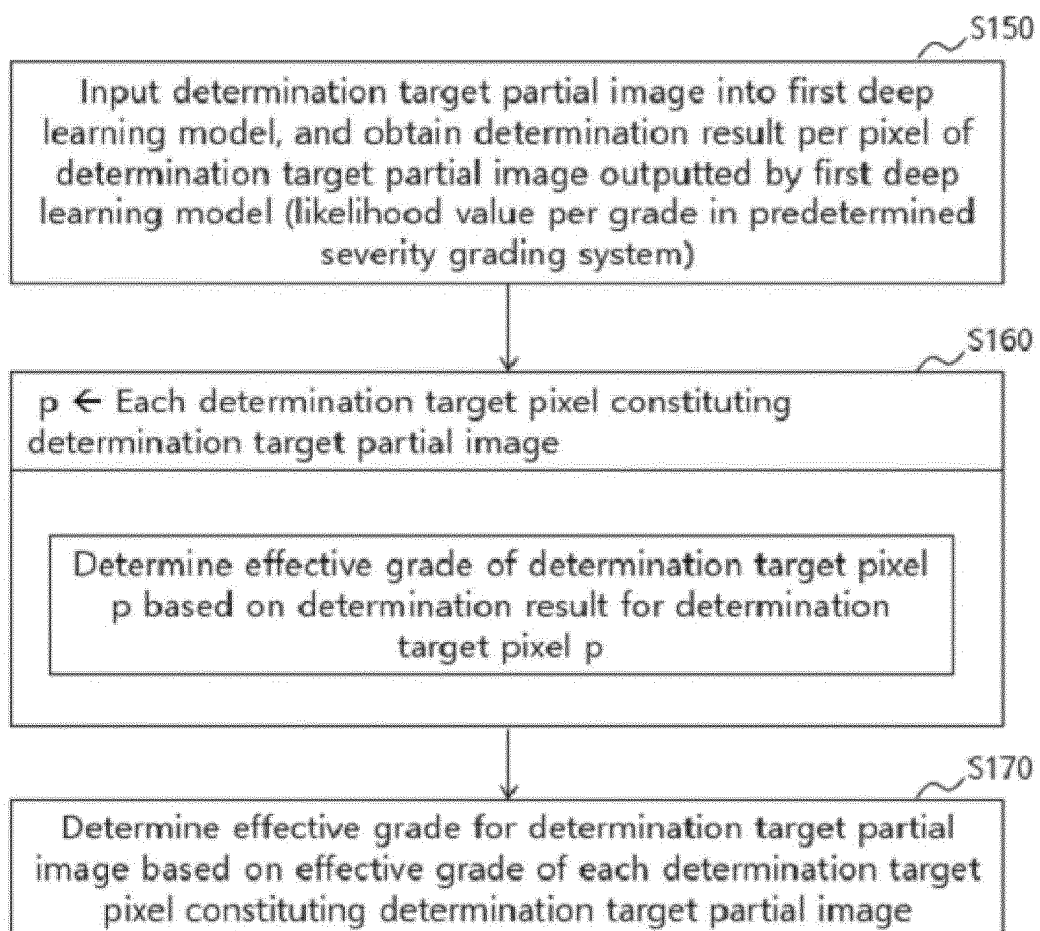 S150
Input determination target partial image into first deep
learning model, and obtain determination result per pixel of
determination target partial image outputted by first deep
learning model (likelihood value per grade in predetermined
severity grading system)
S160
p ← Each determination target pixel constituting
determination target partial image
Determine effective grade of determination target pixel
p based on determination result for determination
target pixel p
S170
Determine effective grade for determination target partial
image based on effective grade of each determination target
pixel constituting determination target partial image